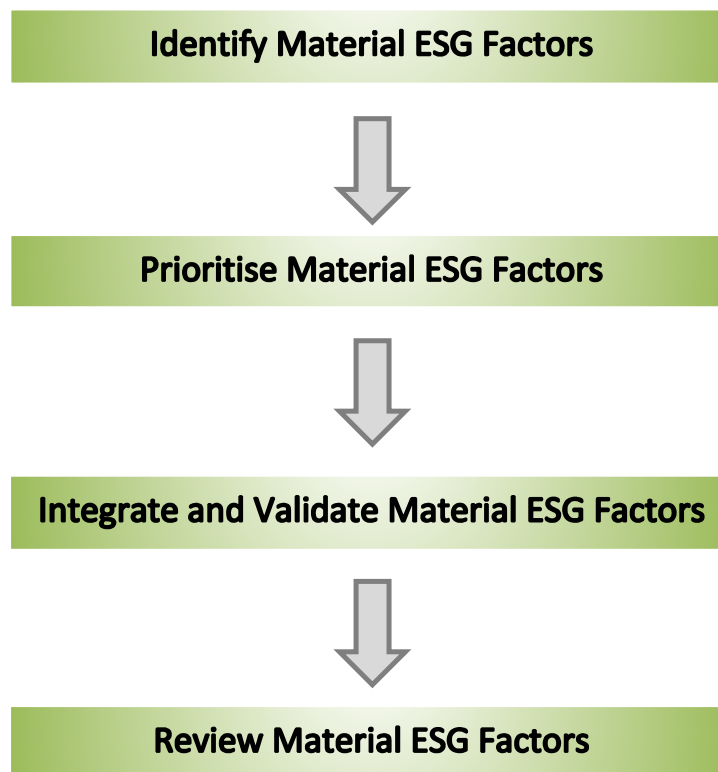 Identify Material ESG Factors
Prioritise Material ESG Factors
Integrate and Validate Material ESG Factors
Review Material ESG Factors